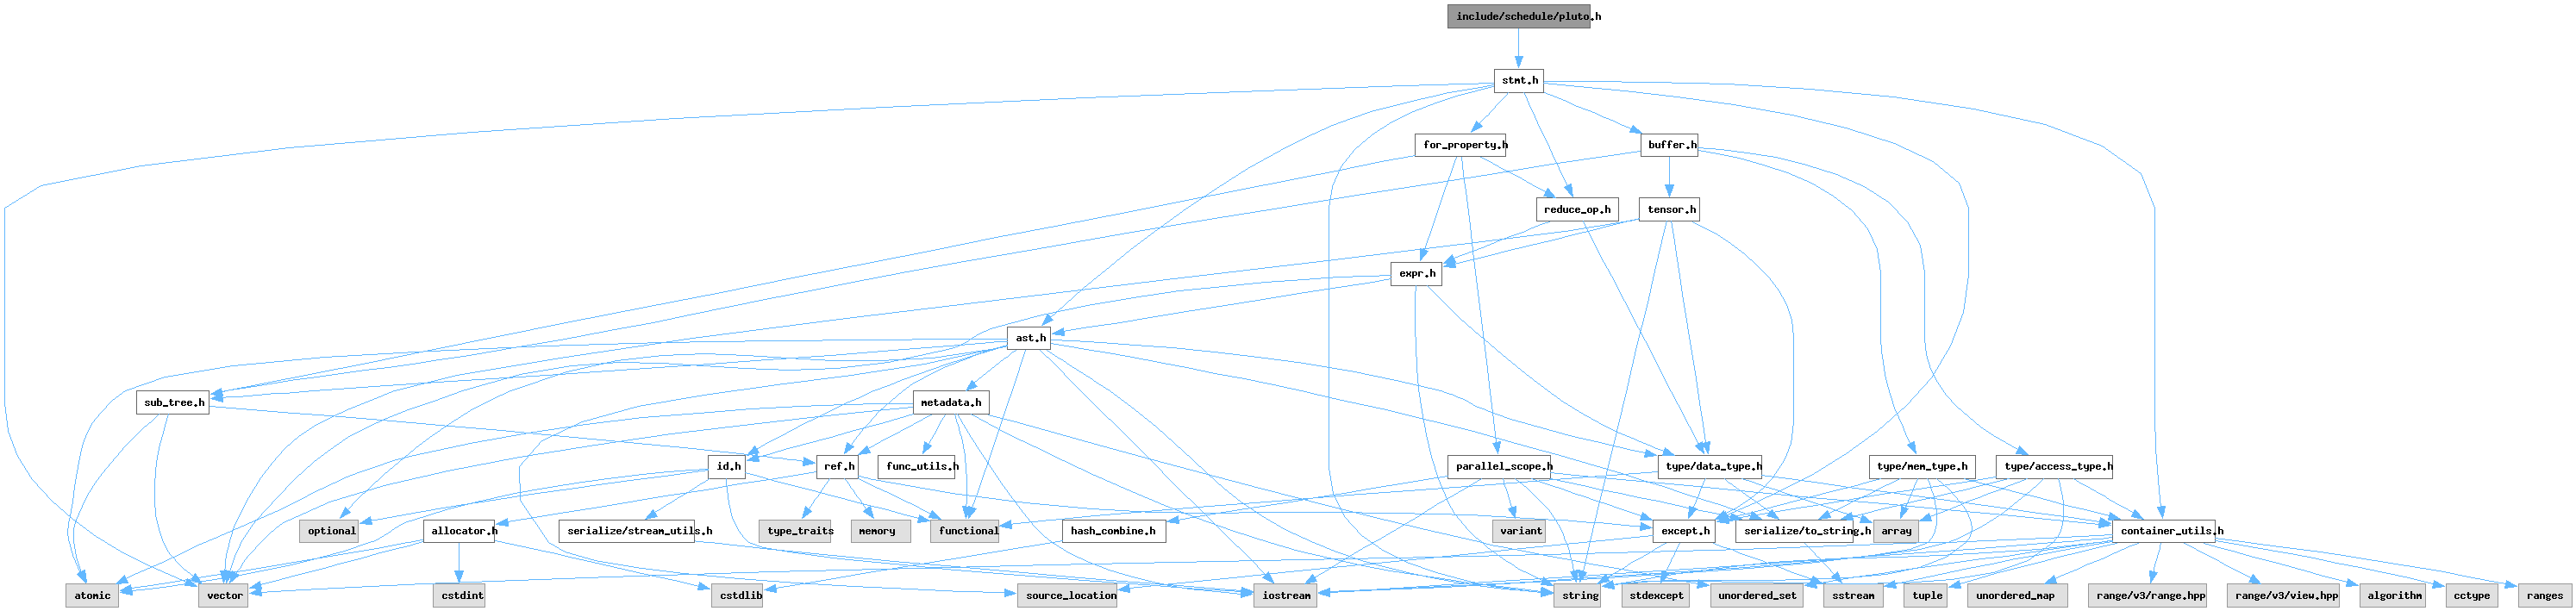 include/schedule/pluto.h
stmt.h
for_property.h
buffer.h
reduce_op.h
tensor.h
expr.h
ast.h
sub_tree.h
metadata.h
id.h
ref.h
func_utils.h
parallel_scope.h
type/data_type.h
type/mem_type.h
type/access_type.h
optional
allocator.h
serialize/stream_utils.h
type_traits
memory
functional
hash_combine.h
variant
except.h
serialize/to_string.h
array
container_utils.h
atomic
vector
cstdint
cstdlib
source_location
iostream
string
stdexcept
unordered_set
sstream
tuple
unordered_map
range/v3/range.hpp
range/v3/view.hpp
algorithm
cctype
ranges